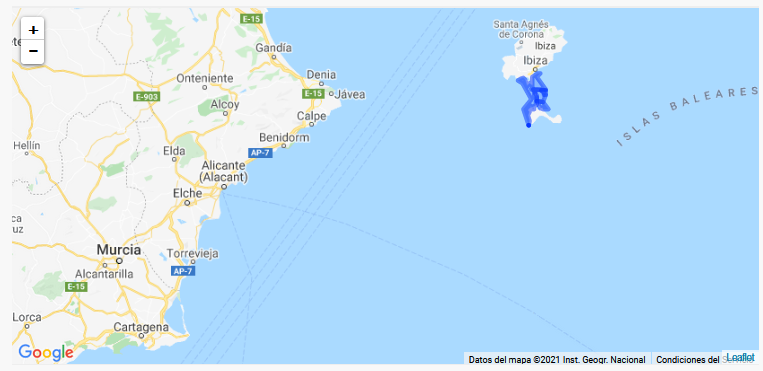 +
−
E-15
Gandía
Santa Agnés
de Corona
Ibiza
Ibiza
Onteniente
Denia
Jávea
E-15
E-903
Alcoy
Calpe
ISLAS BALEARES
Hellín
Elda
Benidorm
AP-7
Alicante
(Alacant)
Elche
Murcia
Alcantarilla
Torrevieja
AP-7
E-15
Lorca
Cartagena
Google
Datos del mapa ©2021 Inst. Geogr. Nacional
Condiciones del
Leaflet